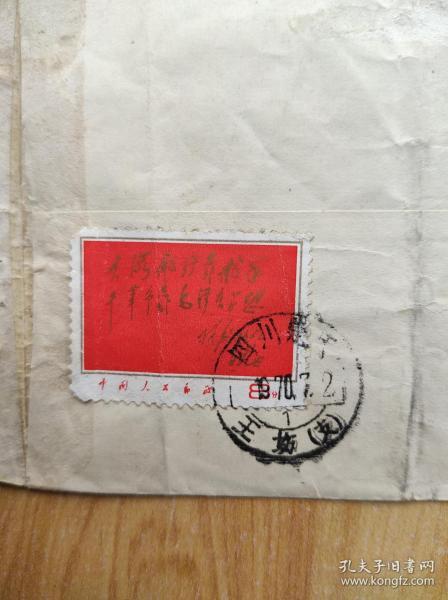 大海航行靠舵手
干革命靠毛泽东思想
中国人民邮政
8分
四川
70.7.2
1
(支)
孔夫子旧书网
www.kongfz.com